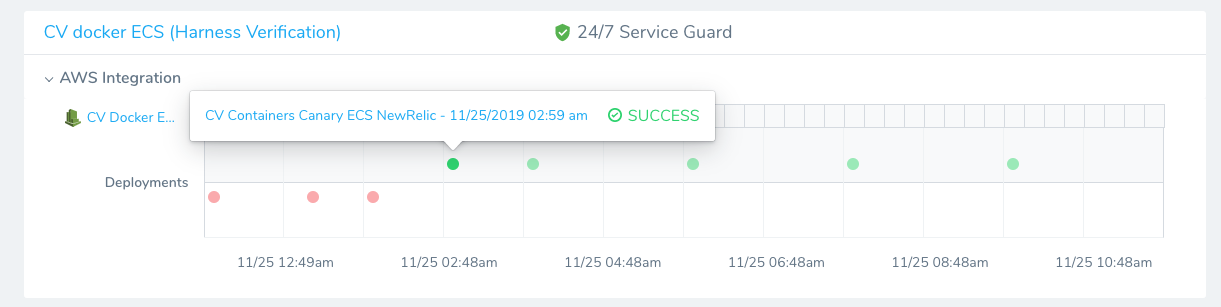 CV docker ECS (Harness Verification)
24/7 Service Guard
AWS Integration
CV Containers Canary ECS NewRelic - 11/25/2019 02:59 am SUCCESS
CV Docker E...
Deployments
11/25 12:49am 11/25 02:48am 11/25 04:48am 11/25 06:48am 11/25 08:48am 11/25 10:48am